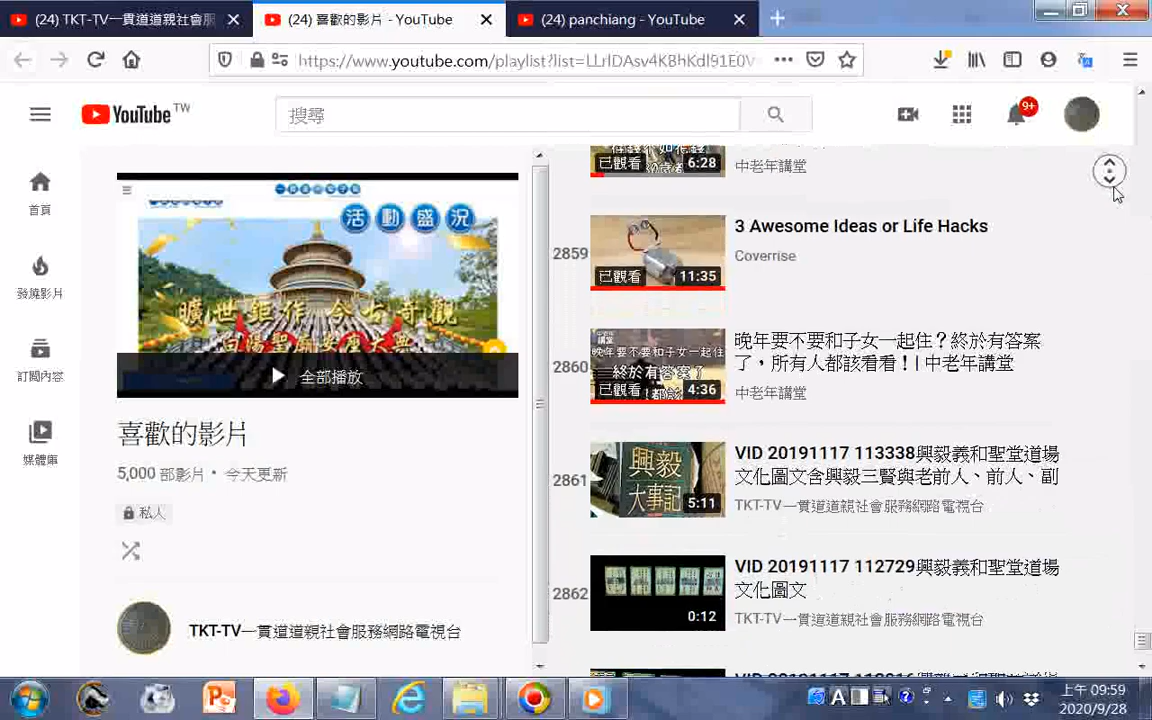 (24) TKT-TV一貫道道親社會服
(24) 喜歡的影片 - YouTube
(24) panchiang - YouTube
https://www.youtube.com/playlist?list=LLrIDAsv4KBhKdl91E0V
YouTube TW
搜尋
9+
首頁
發燒影片
訂閱內容
媒體庫
活動盛況
曠世鉅作 今古奇觀
全部播放
喜歡的影片
5,000 部影片・今天更新
私人
TKT-TV一貫道道親社會服務網路電視台
已觀看 6:28
中老年講堂
2859
已觀看 11:35
3 Awesome Ideas or Life Hacks
Coverrise
2860
晚年要不要和子女一起住
終於有答案
已觀看 4:36
晚年要不要和子女一起住？終於有答案
了，所有人都該看看！| 中老年講堂
中老年講堂
2861
興毅
大事記
5:11
VID 20191117 113338興毅義和聖堂道場
文化圖文含興毅三賢與老前人、前人、副
TKT-TV一貫道道親社會服務網路電視台
2862
0:12
VID 20191117 112729興毅義和聖堂道場
文化圖文
TKT-TV一貫道道親社會服務網路電視台
上午 09:59
2020/9/28